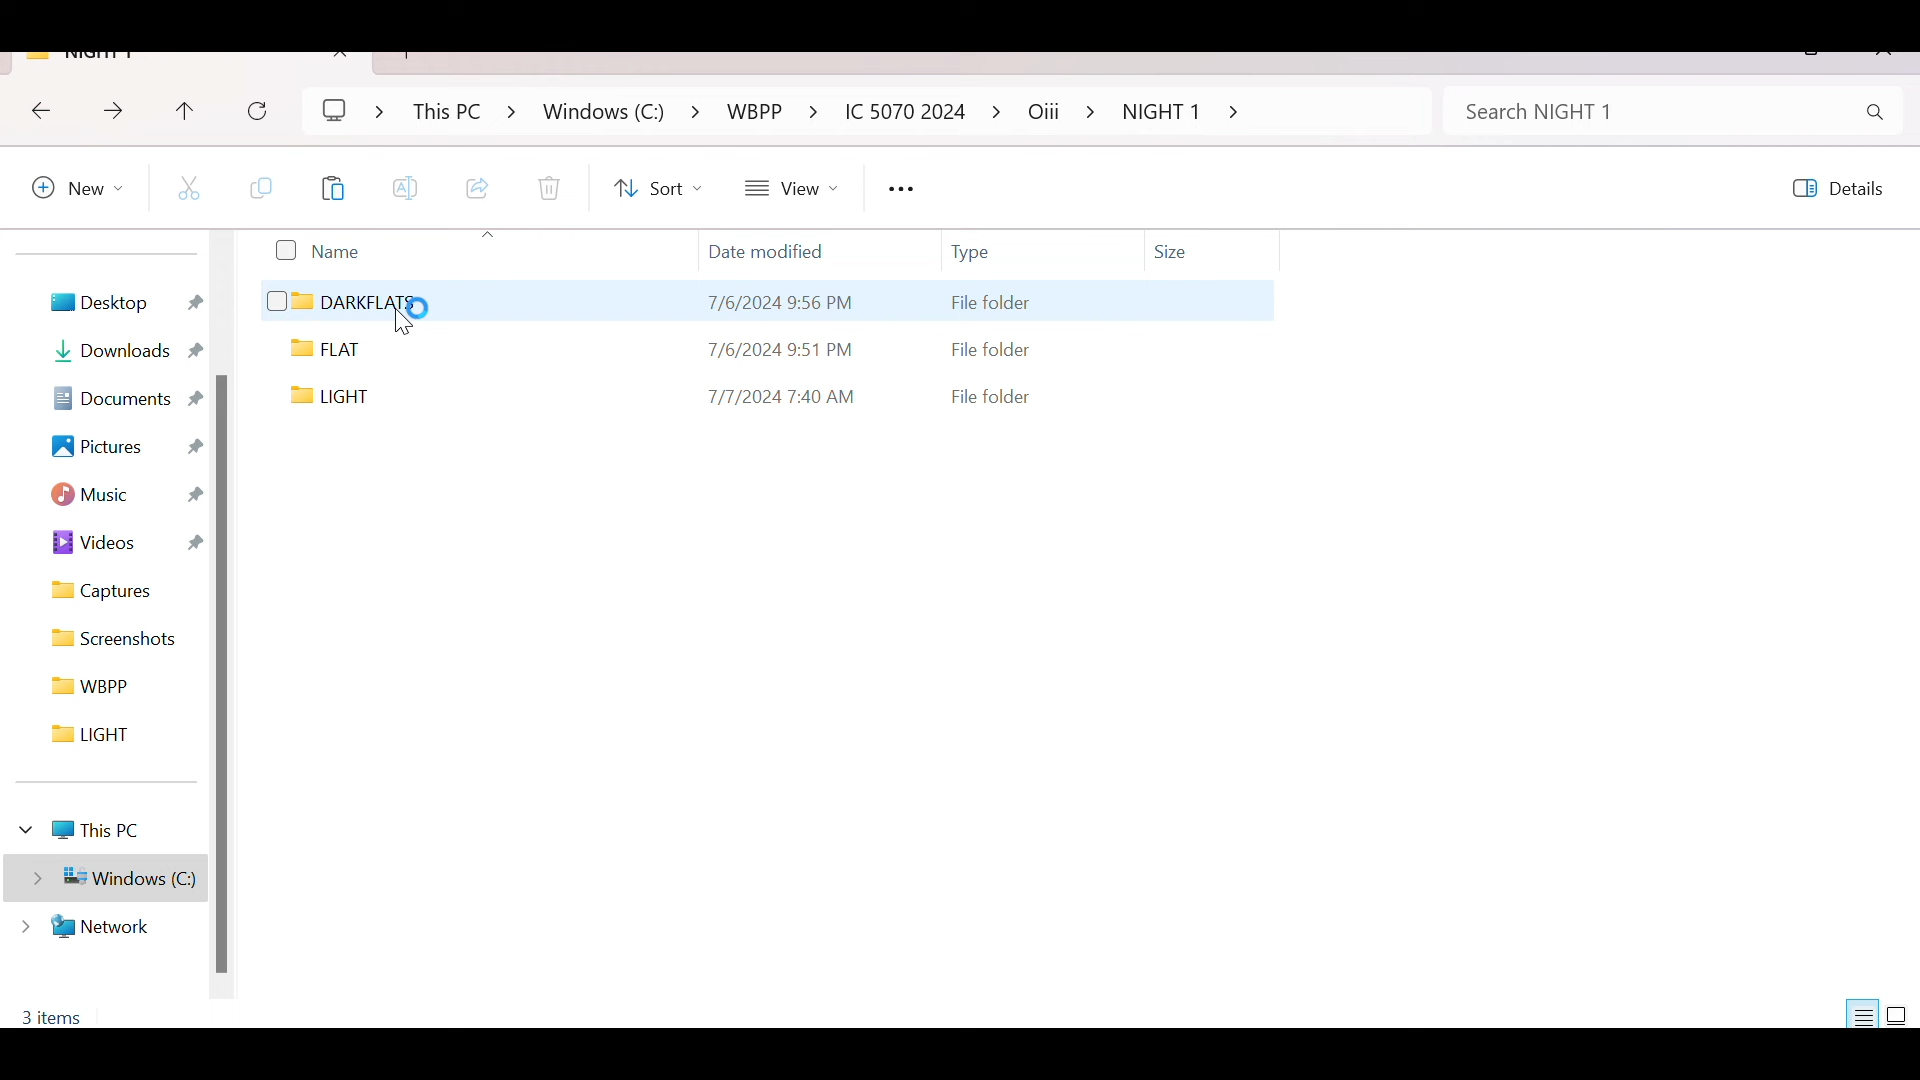 NIGHT 1
This PC > Windows (C:) > WBPP > IC 5070 2024 > Oiii > NIGHT 1 >
Search NIGHT 1
New
Sort
View
Details
Name Date modified Type Size
DARKFLATS 7/6/2024 9:56 PM File folder
FLAT 7/6/2024 9:51 PM File folder
LIGHT 7/7/2024 7:40 AM File folder
Desktop
Downloads
Documents
Pictures
Music
Videos
Captures
Screenshots
WBPP
LIGHT
This PC
Windows (C:)
Network
3 items